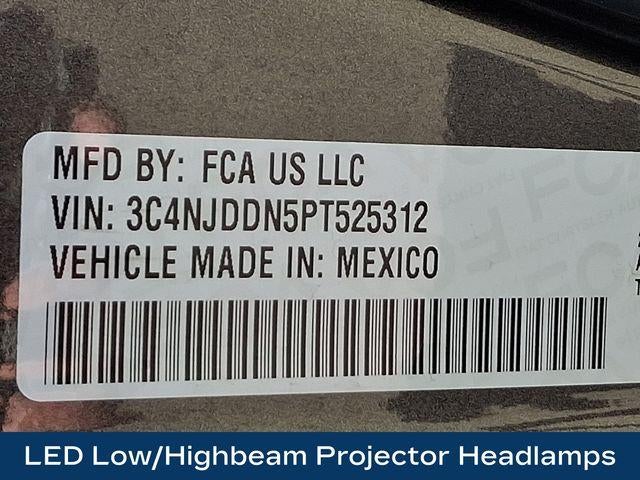 MFD BY: FCA US LLC
VIN: 3C4NJDDN5PT525312
VEHICLE MADE IN: MEXICO
LED Low/Highbeam Projector Headlamps